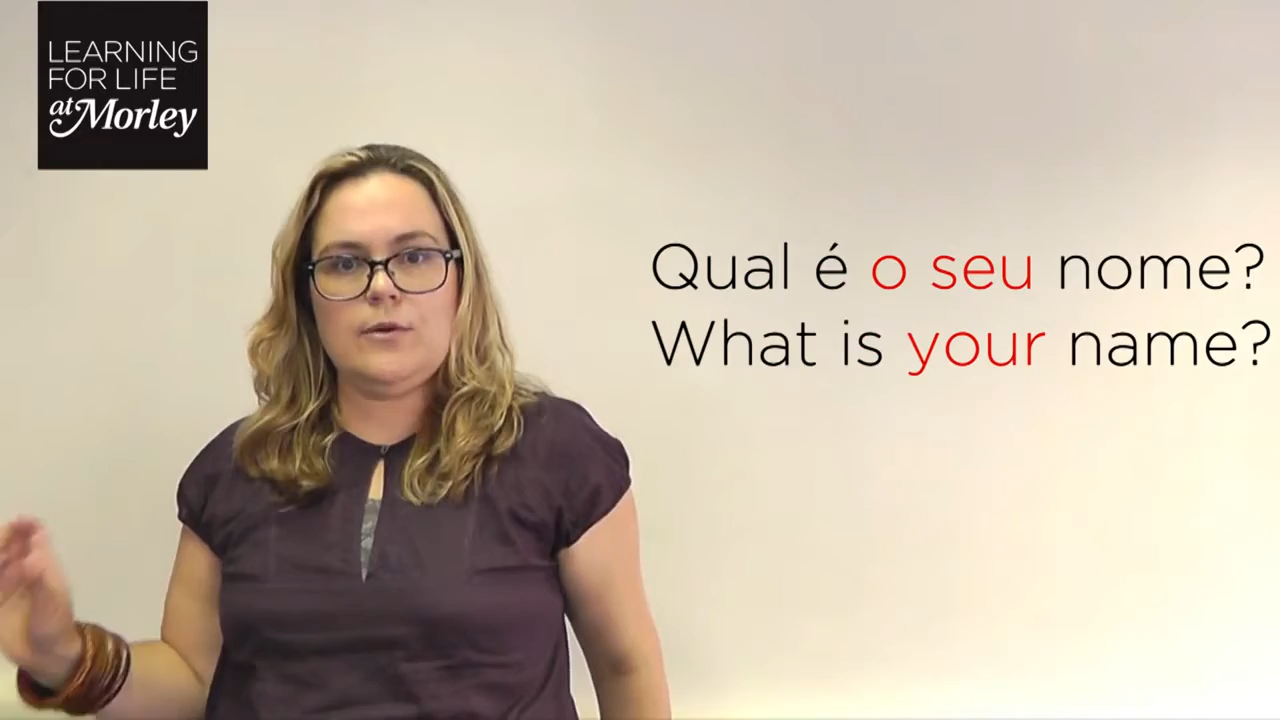 LEARNING
FOR LIFE
at Morley
Qual é o seu nome?
What is your name?